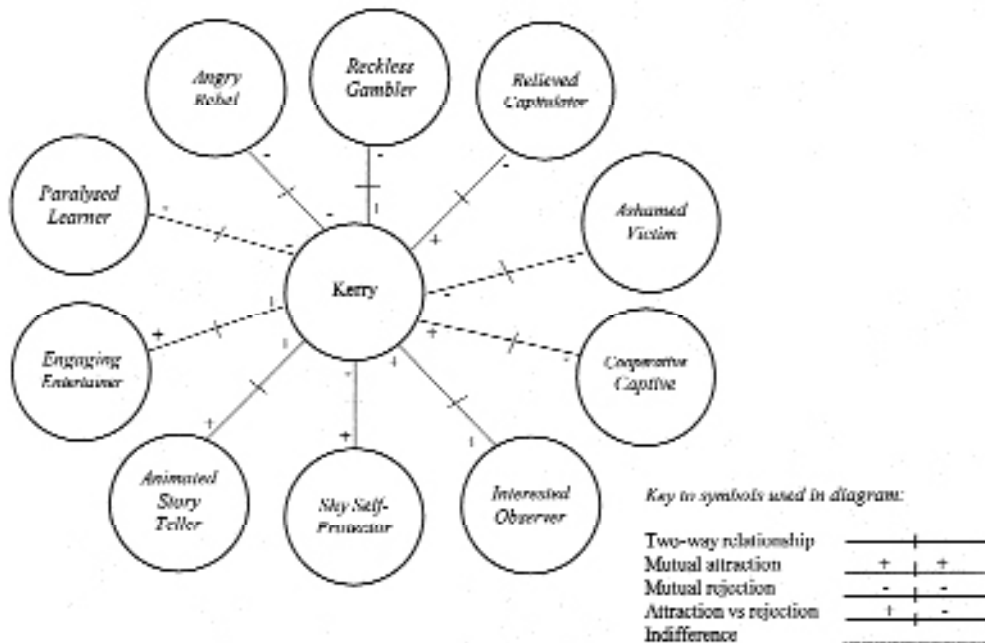 Angry
Rebel
Reckless
Gambler
Relieved
Capitulator
Paralysed
Learner
Ashamed
Victim
Kerry
Engaging
Entertainer
Cooperative
Captive
Animated
Story
Teller
Shy Self-
Protector
Interested
Observer
Key to symbols used in diagram:
Two-way relationship
Mutual attraction + +
Mutual rejection - -
Attraction vs rejection + -
Indifference